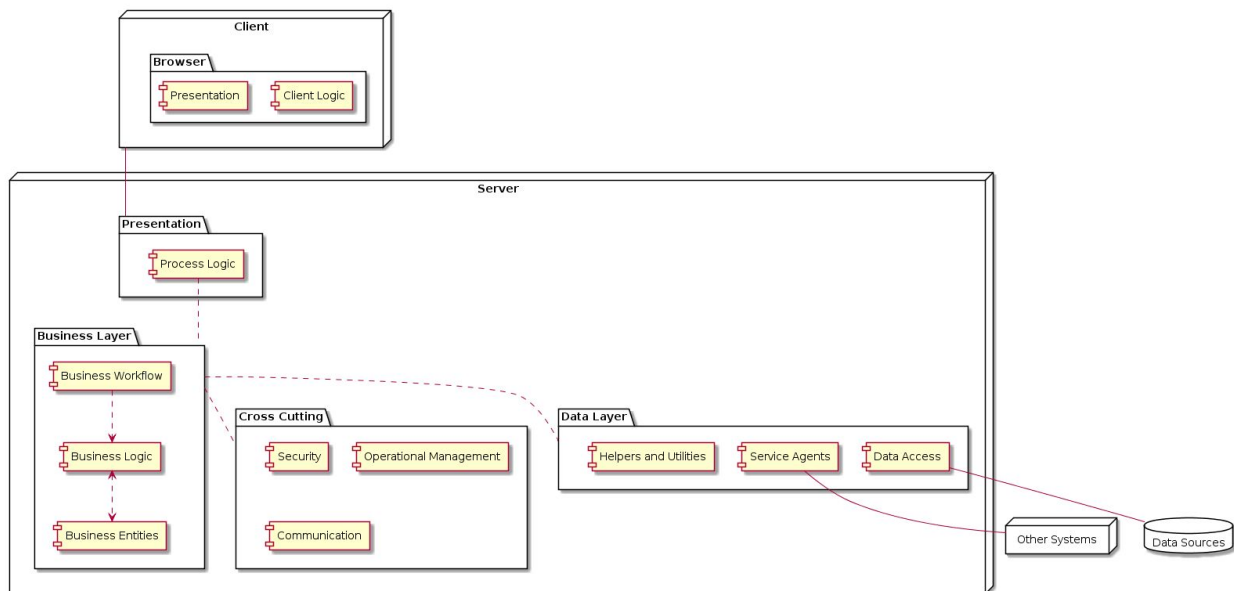 Client
Browser
Presentation
Client Logic
Server
Presentation
Process Logic
Business Layer
Business Workflow
Business Logic
Business Entities
Cross Cutting
Security
Operational Management
Communication
Data Layer
Helpers and Utilities
Service Agents
Data Access
Other Systems
Data Sources